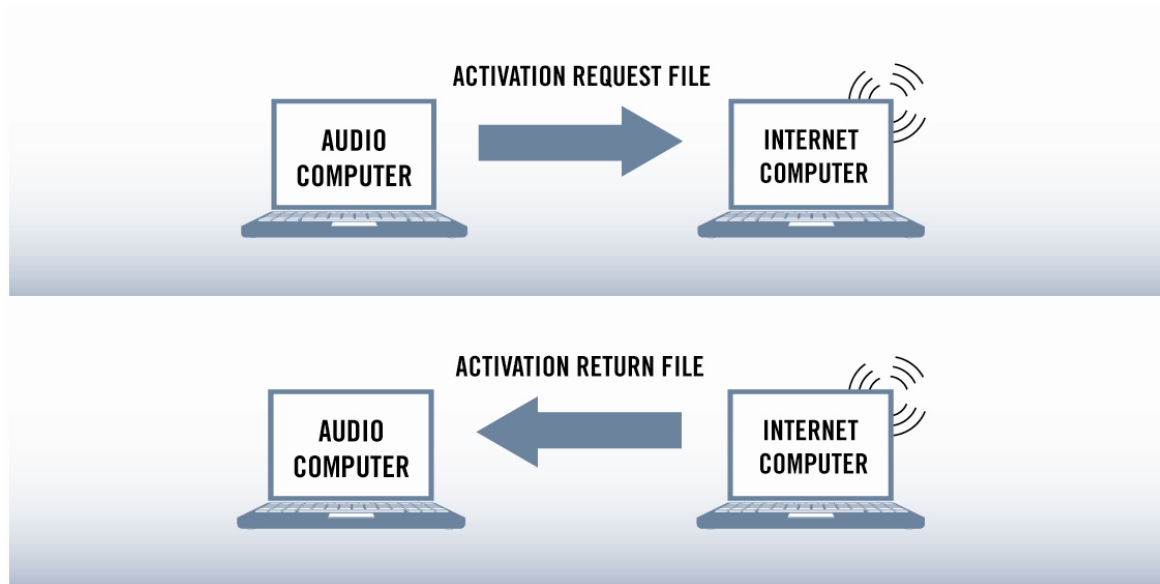 ACTIVATION REQUEST FILE
AUDIO
COMPUTER
INTERNET
COMPUTER
ACTIVATION RETURN FILE
AUDIO
COMPUTER
INTERNET
COMPUTER